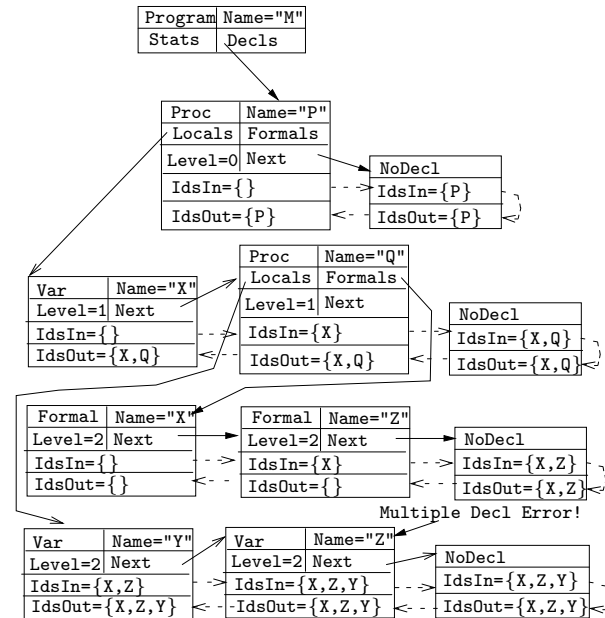 Program Name="M"
Stats Decls
Proc Name="P"
Locals Formals
Level=0 Next
IdsIn={}
IdsOut={P}
NoDecl
IdsIn={P}
IdsOut={P}
Proc Name="Q"
Locals Formals
Level=1 Next
IdsIn={X}
IdsOut={X,Q}
Var Name="X"
Level=1 Next
IdsIn={}
IdsOut={X,Q}
NoDecl
IdsIn={X,Q}
IdsOut={X,Q}
Formal Name="X"
Level=2 Next
IdsIn={}
IdsOut={}
Formal Name="Z"
Level=2 Next
IdsIn={X}
IdsOut={}
NoDecl
IdsIn={X,Z}
IdsOut={X,Z}
Multiple Decl Error!
Var Name="Y"
Level=2 Next
IdsIn={X,Z}
IdsOut={X,Z,Y}
Var Name="Z"
Level=2 Next
IdsIn={X,Z,Y}
IdsOut={X,Z,Y}
NoDecl
IdsIn={X,Z,Y}
IdsOut={X,Z,Y}